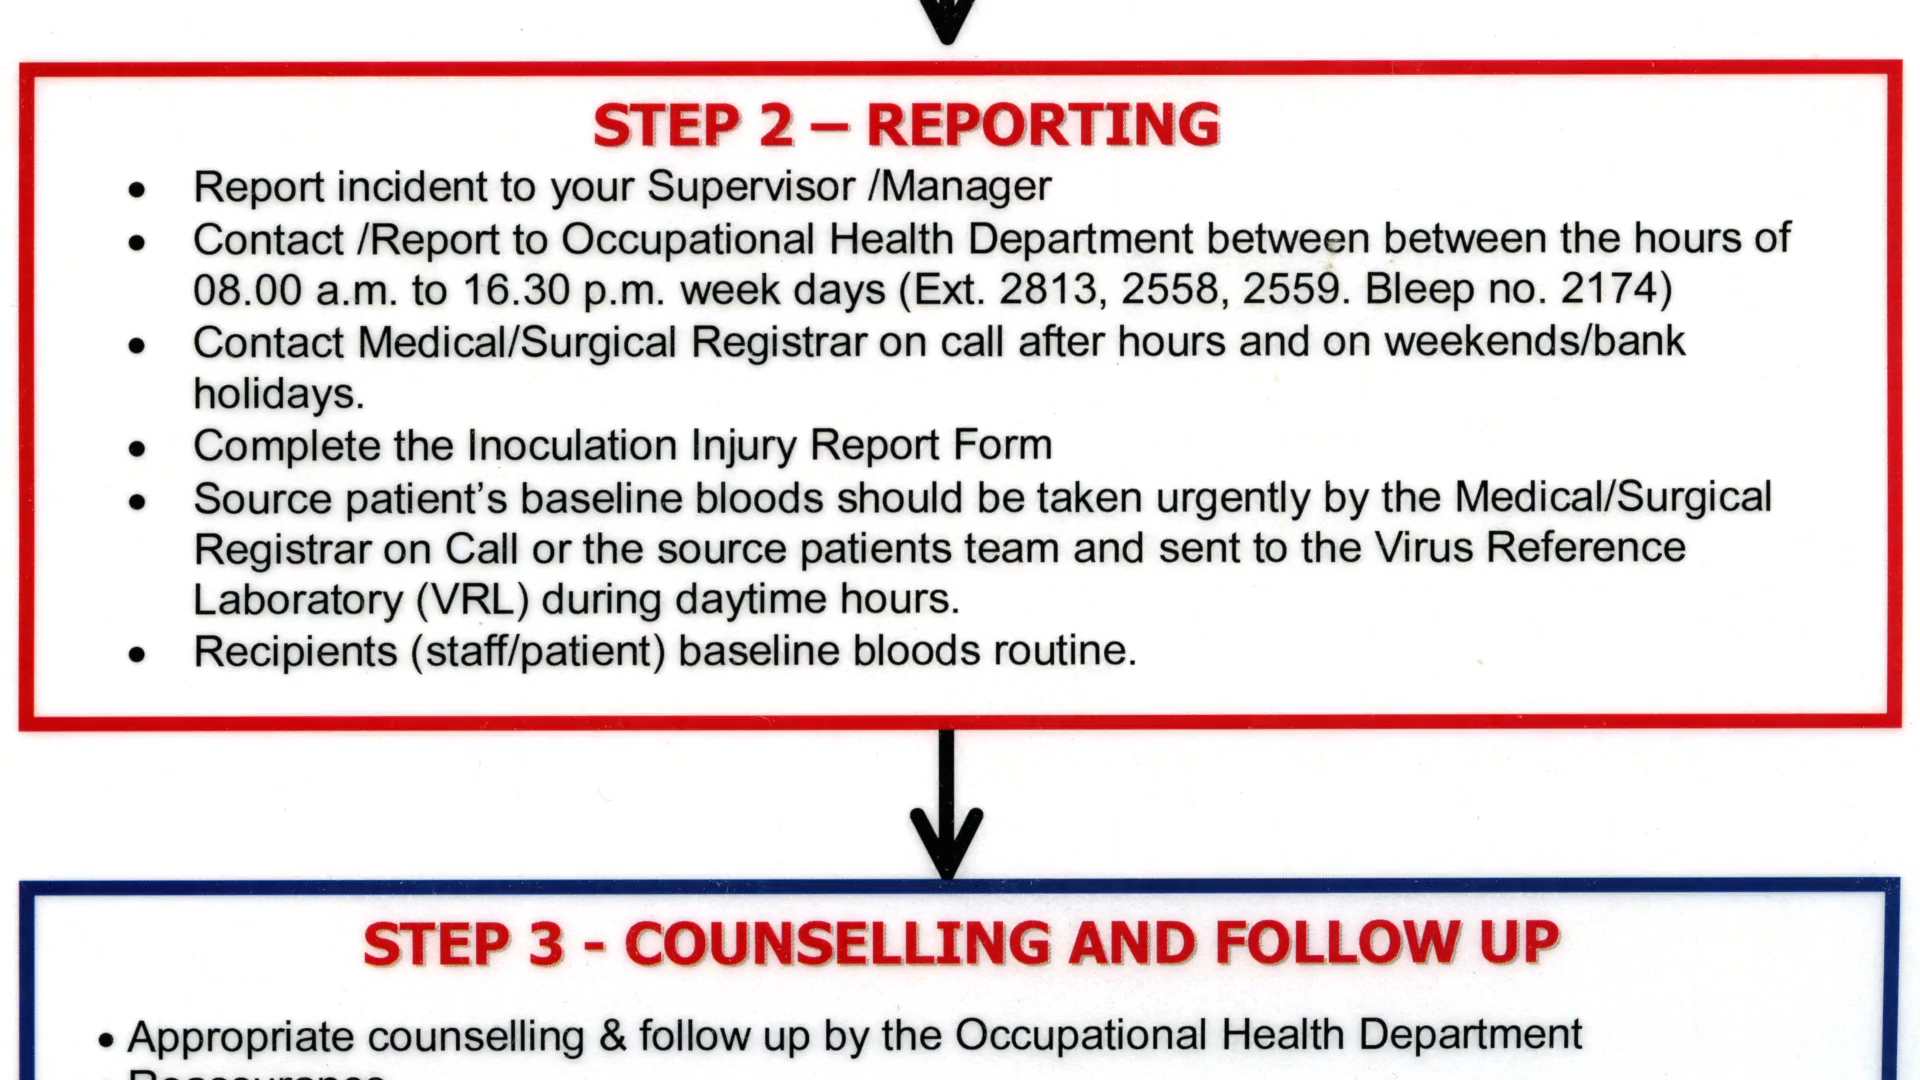 STEP 2 – REPORTING
• Report incident to your Supervisor /Manager
• Contact /Report to Occupational Health Department between between the hours of
08.00 a.m. to 16.30 p.m. week days (Ext. 2813, 2558, 2559. Bleep no. 2174)
• Contact Medical/Surgical Registrar on call after hours and on weekends/bank
holidays.
• Complete the Inoculation Injury Report Form
• Source patient’s baseline bloods should be taken urgently by the Medical/Surgical
Registrar on Call or the source patients team and sent to the Virus Reference
Laboratory (VRL) during daytime hours.
• Recipients (staff/patient) baseline bloods routine.
STEP 3 - COUNSELLING AND FOLLOW UP
• Appropriate counselling & follow up by the Occupational Health Department